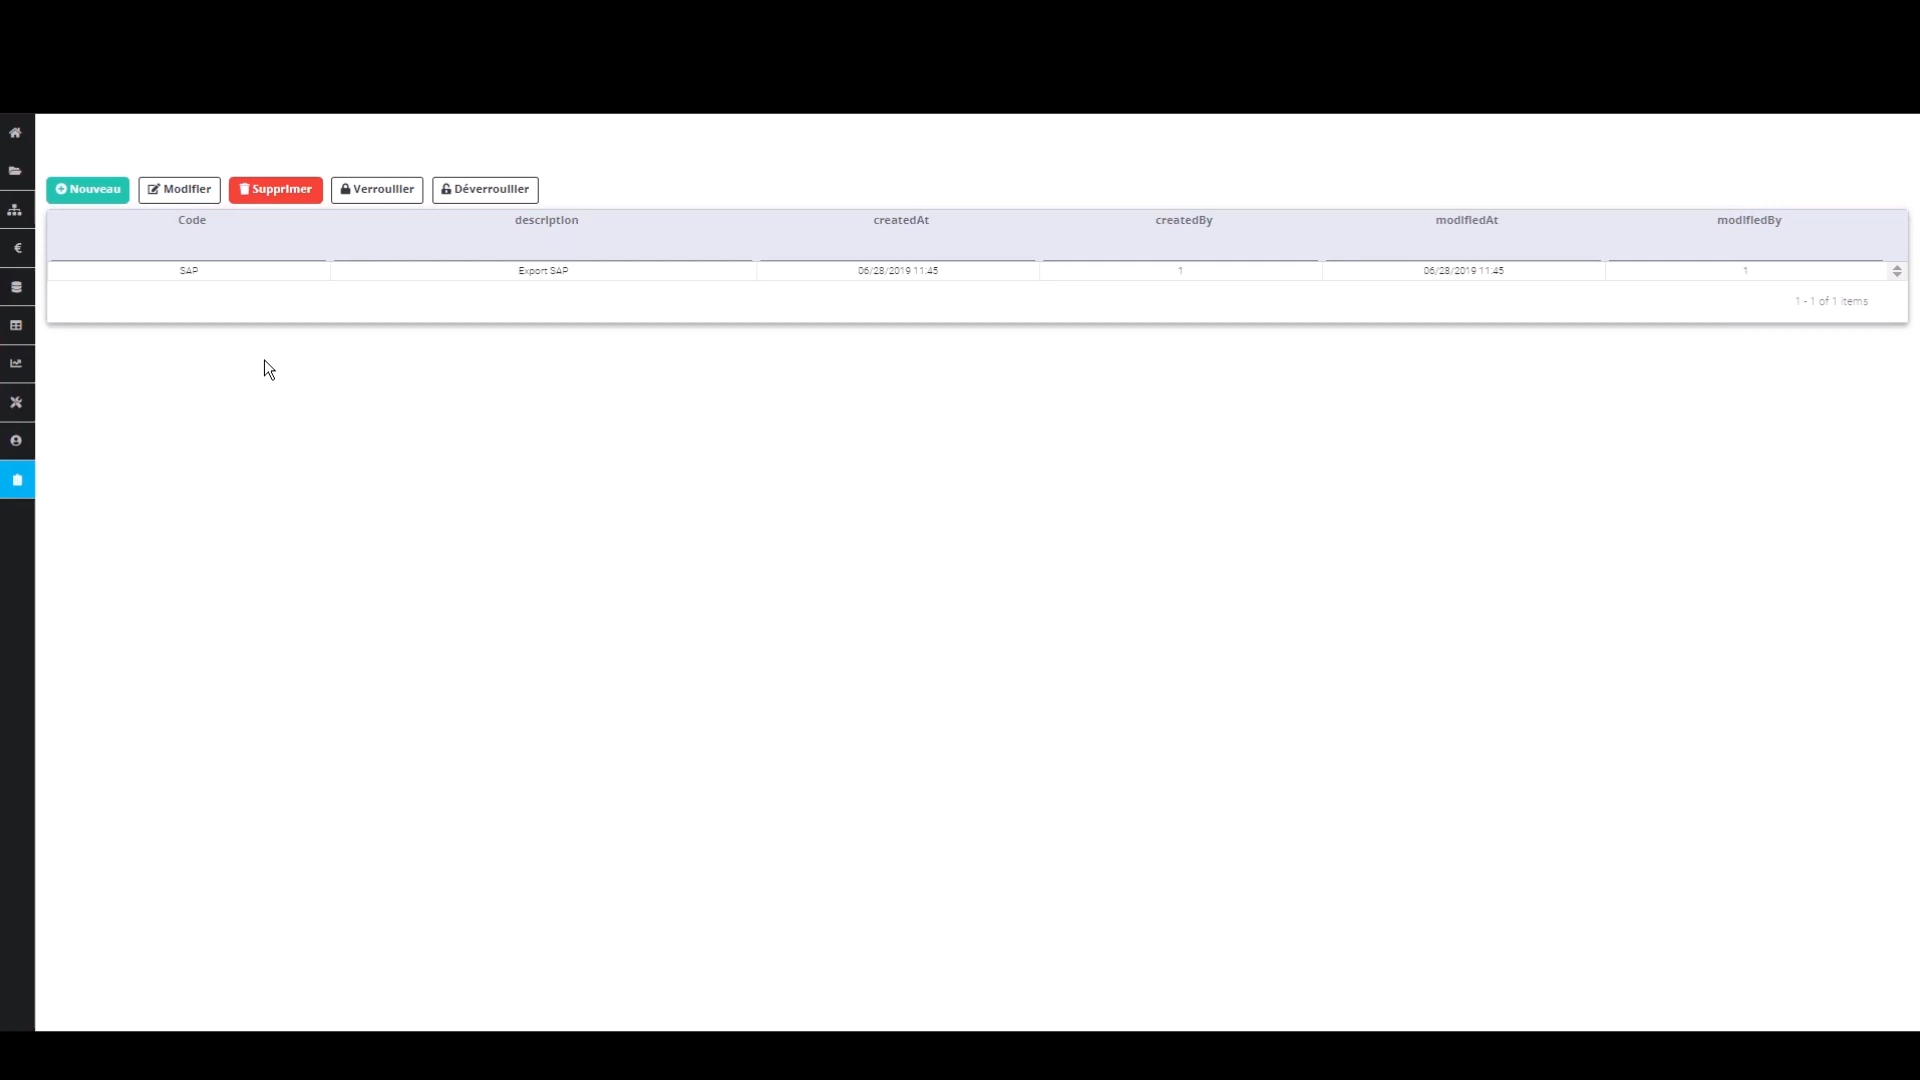 Nouveau Modifier Supprimer Verrouiller Déverrouiller
Code description createdAt createdBy modifiedAt modifiedBy
SAP Export SAP 06/28/2019 11:45 1 06/28/2019 11:45 1
1 - 1 of 1 items